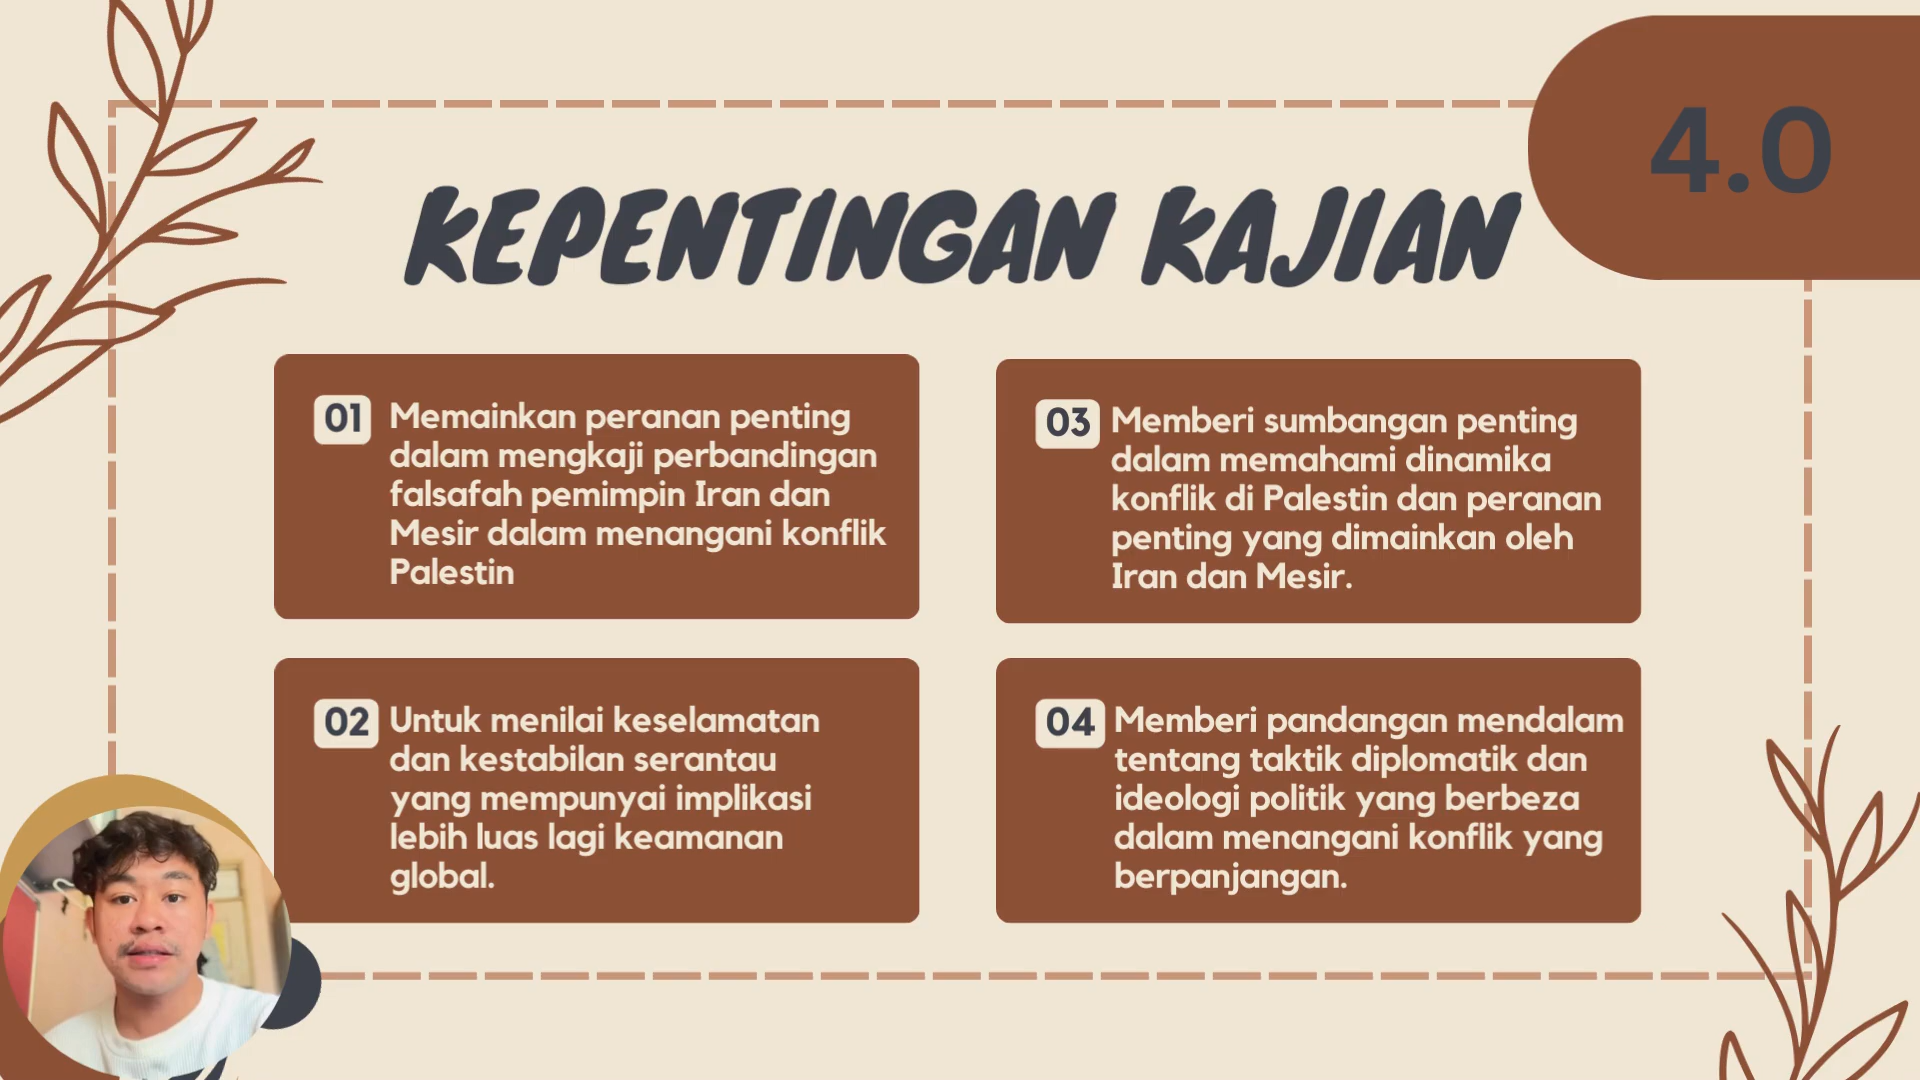 4.0
KEPENTINGAN KAJIAN
01
Memainkan peranan penting
dalam mengkaji perbandingan
falsafah pemimpin Iran dan
Mesir dalam menangani konflik
Palestin
02
Untuk menilai keselamatan
dan kestabilan serantau
yang mempunyai implikasi
lebih luas lagi keamanan
global.
03
Memberi sumbangan penting
dalam memahami dinamika
konflik di Palestin dan peranan
penting yang dimainkan oleh
Iran dan Mesir.
04
Memberi pandangan mendalam
tentang taktik diplomatik dan
ideologi politik yang berbeza
dalam menangani konflik yang
berpanjangan.